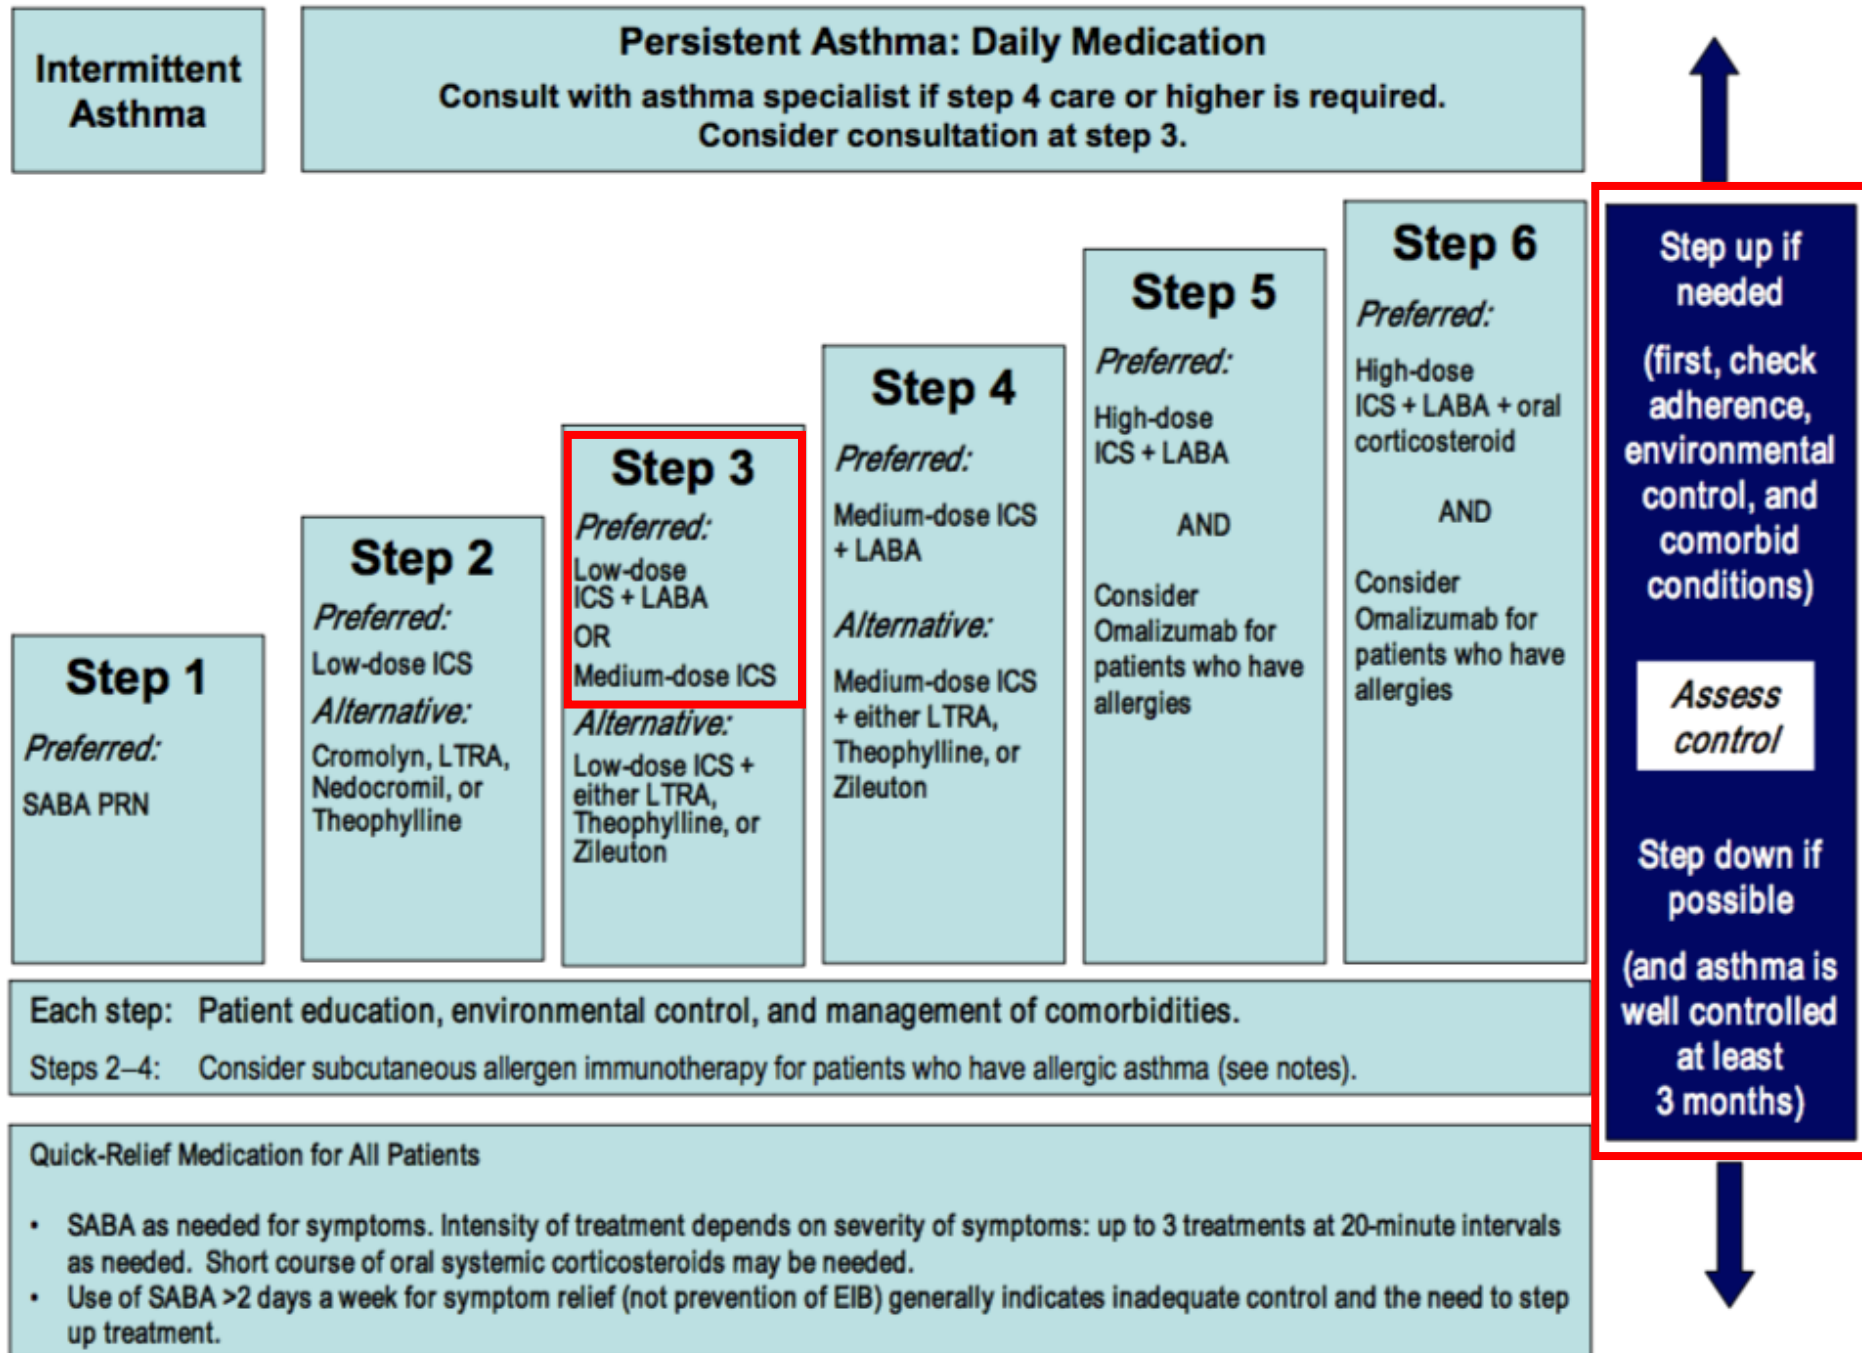 Intermittent
Asthma
Persistent Asthma: Daily Medication
Consult with asthma specialist if step 4 care or higher is required.
Consider consultation at step 3.
Step 1
Preferred:
SABA PRN
Step 2
Preferred:
Low-dose ICS
Alternative:
Cromolyn, LTRA,
Nedocromil, or
Theophylline
Step 3
Preferred:
Low-dose
ICS + LABA
OR
Medium-dose ICS
Alternative:
Low-dose ICS +
either LTRA,
Theophylline, or
Zileuton
Step 4
Preferred:
Medium-dose ICS
+ LABA
Alternative:
Medium-dose ICS
+ either LTRA,
Theophylline, or
Zileuton
Step 5
Preferred:
High-dose
ICS + LABA
AND
Consider
Omalizumab for
patients who have
allergies
Step 6
Preferred:
High-dose
ICS + LABA + oral
corticosteroid
AND
Consider
Omalizumab for
patients who have
allergies
Step up if
needed
(first, check
adherence,
environmental
control, and
comorbid
conditions)
Assess
control
Step down if
possible
(and asthma is
well controlled
at least
3 months)
Each step: Patient education, environmental control, and management of comorbidities.
Steps 2–4: Consider subcutaneous allergen immunotherapy for patients who have allergic asthma (see notes).
Quick-Relief Medication for All Patients
• SABA as needed for symptoms. Intensity of treatment depends on severity of symptoms: up to 3 treatments at 20-minute intervals
as needed. Short course of oral systemic corticosteroids may be needed.
• Use of SABA >2 days a week for symptom relief (not prevention of EIB) generally indicates inadequate control and the need to step
up treatment.